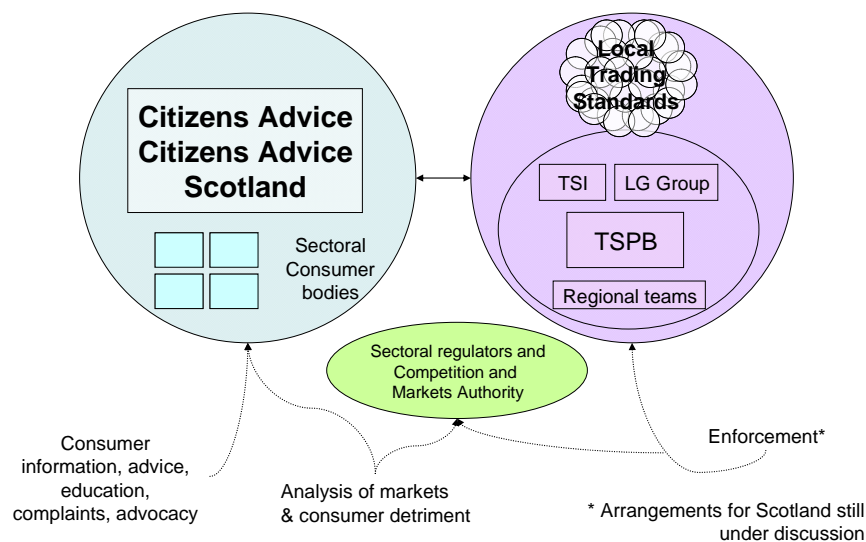 Citizens Advice
Citizens Advice
Scotland
Sectoral
Consumer
bodies
Local
Trading
Standards
TSI
LG Group
TSPB
Regional teams
Sectoral regulators and
Competition and
Markets Authority
Consumer
information, advice,
education,
complaints, advocacy
Analysis of markets
& consumer detriment
Enforcement*
* Arrangements for Scotland still
under discussion